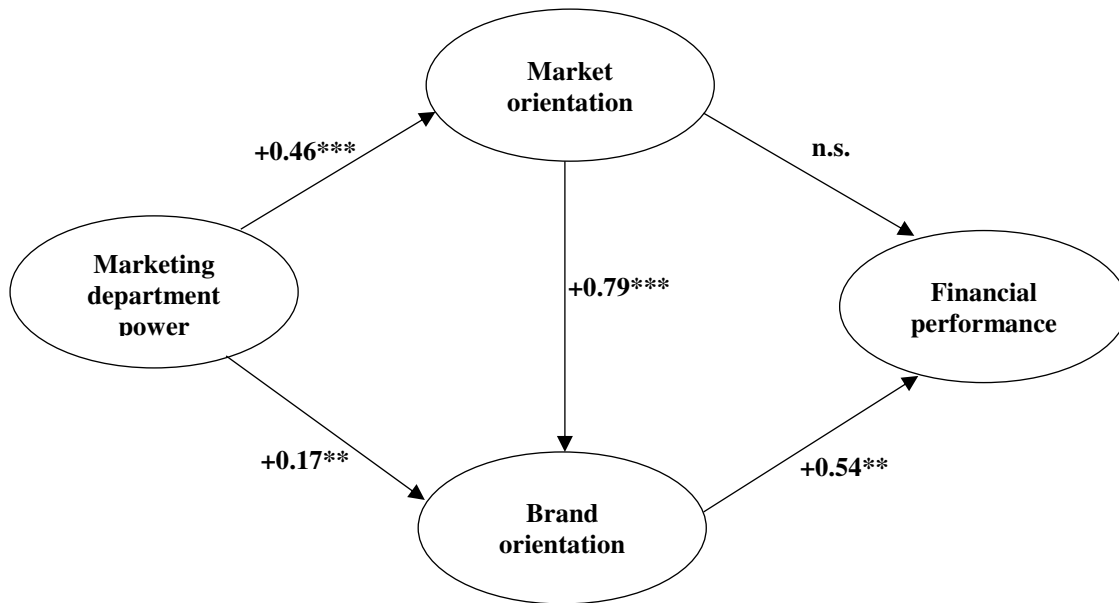 Market
orientation
+0.46***
n.s.
Marketing
department
power
+0.79***
Financial
performance
+0.17**
+0.54**
Brand
orientation